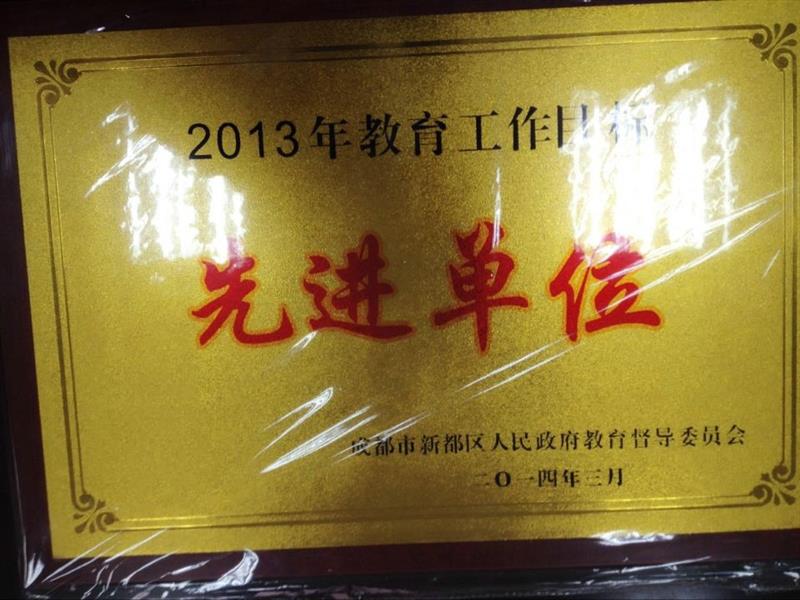 2013年教育工作目标
先进单位
成都市新都区人民政府教育督导委员会
二〇一四年三月